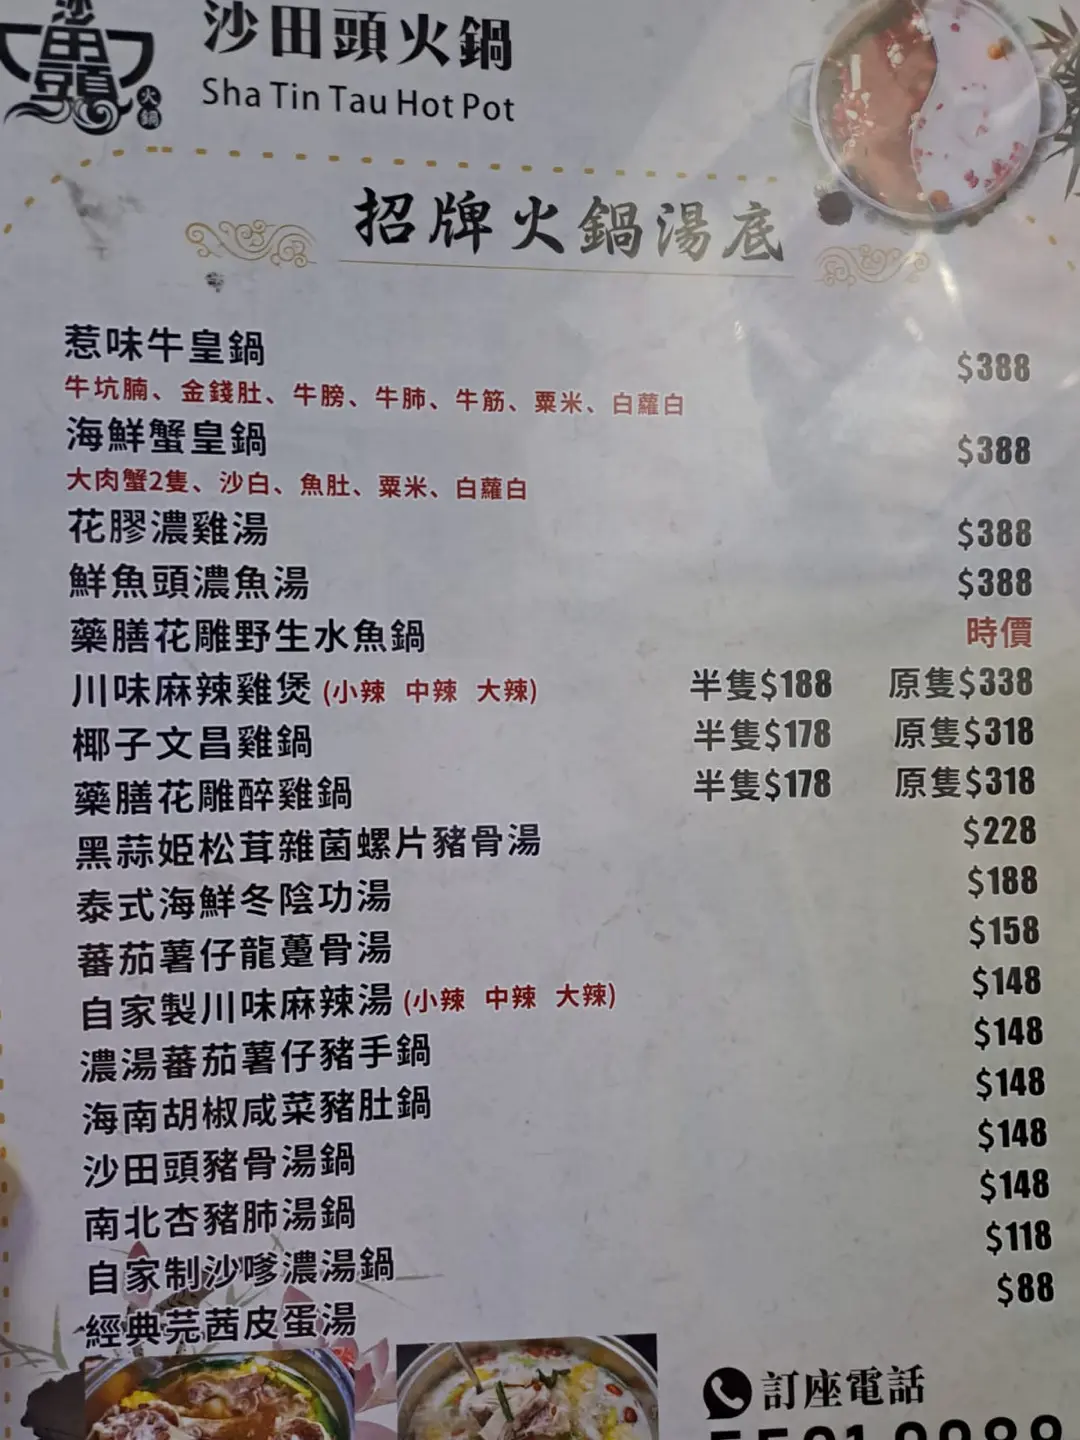 沙田頭火鍋
沙田頭火鍋
Sha Tin Tau Hot Pot
招牌火鍋湯底
惹味牛皇鍋 $388
牛坑腩、金錢肚、牛膀、牛肺、牛筋、粟米、白蘿白
海鮮蟹皇鍋 $388
大肉蟹2隻、沙白、魚肚、粟米、白蘿白
花膠濃雞湯 $388
鮮魚頭濃魚湯 $388
藥膳花雕野生水魚鍋 時價
川味麻辣雞煲 (小辣 中辣 大辣) 半隻$188 原隻$338
椰子文昌雞鍋 半隻$178 原隻$318
藥膳花雕醉雞鍋 半隻$178 原隻$318
黑蒜姬松茸雜菌螺片豬骨湯 $228
泰式海鮮冬陰功湯 $188
蕃茄薯仔龍躉骨湯 $158
自家製川味麻辣湯 (小辣 中辣 大辣) $148
濃湯蕃茄薯仔豬手鍋 $148
海南胡椒咸菜豬肚鍋 $148
沙田頭豬骨湯鍋 $148
南北杏豬肺湯鍋 $148
自家制沙嗲濃湯鍋 $118
經典芫茜皮蛋湯 $88
訂座電話